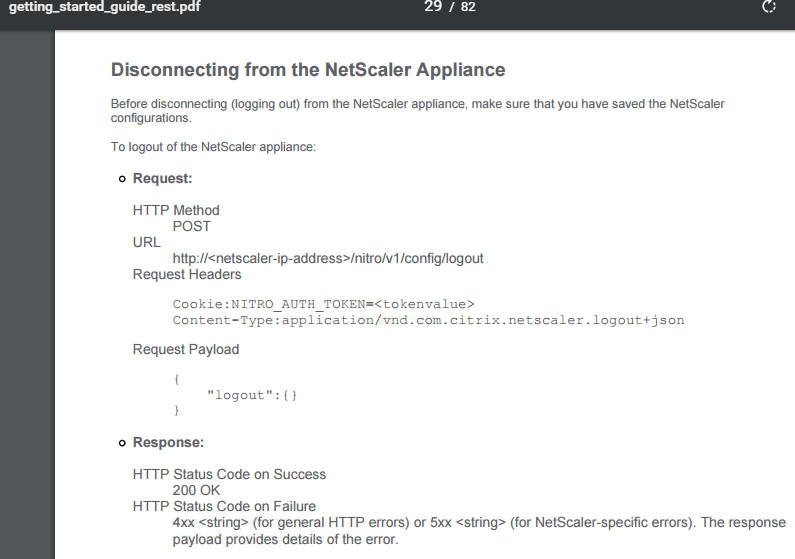 getting_started_guide_rest.pdf
29 / 82
Disconnecting from the NetScaler Appliance
Before disconnecting (logging out) from the NetScaler appliance, make sure that you have saved the NetScaler
configurations.
To logout of the NetScaler appliance:
Request:
HTTP Method
POST
URL
http://<netscaler-ip-address>/nitro/v1/config/logout
Request Headers
Cookie:NITRO_AUTH_TOKEN=<tokenvalue>
Content-Type:application/vnd.com.citrix.netscaler.logout+json
Request Payload
{
"logout":{}
}
Response:
HTTP Status Code on Success
200 OK
HTTP Status Code on Failure
4xx <string> (for general HTTP errors) or 5xx <string> (for NetScaler-specific errors). The response
payload provides details of the error.